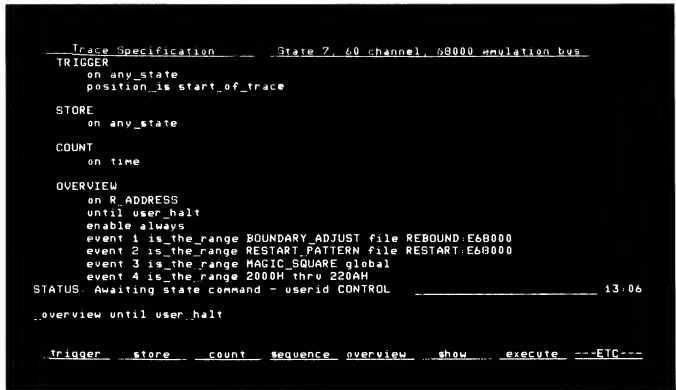 Trace Specification State 7, 60 channel, 68000 emulation bus
TRIGGER
on any_state
position_is start_of_trace
STORE
on any_state
COUNT
on time
OVERVIEW
on R_ADDRESS
until user_halt
enable always
event 1 is_the_range BOUNDARY_ADJUST file REBOUND:E68000
event 2 is_the_range RESTART_PATTERN file RESTART:E68000
event 3 is_the_range MAGIC_SQUARE global
event 4 is_the_range 2000H thru 220AH
STATUS. Awaiting state command - userid CONTROL 13:06
_overview until user_halt
trigger store count sequence overview show execute ---ETC---